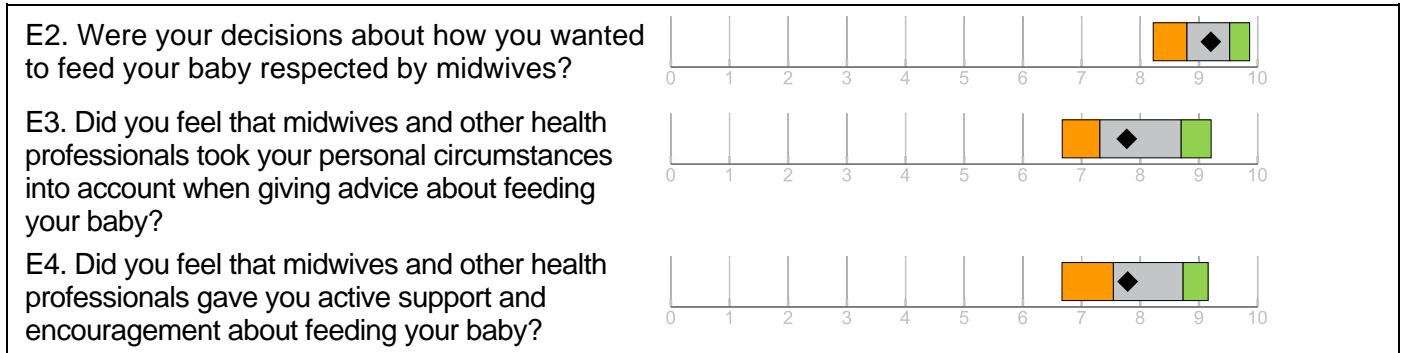 E2. Were your decisions about how you wanted
to feed your baby respected by midwives?
0 1 2 3 4 5 6 7 8 9 10
E3. Did you feel that midwives and other health
professionals took your personal circumstances
into account when giving advice about feeding
your baby?
0 1 2 3 4 5 6 7 8 9 10
E4. Did you feel that midwives and other health
professionals gave you active support and
encouragement about feeding your baby?
0 1 2 3 4 5 6 7 8 9 10